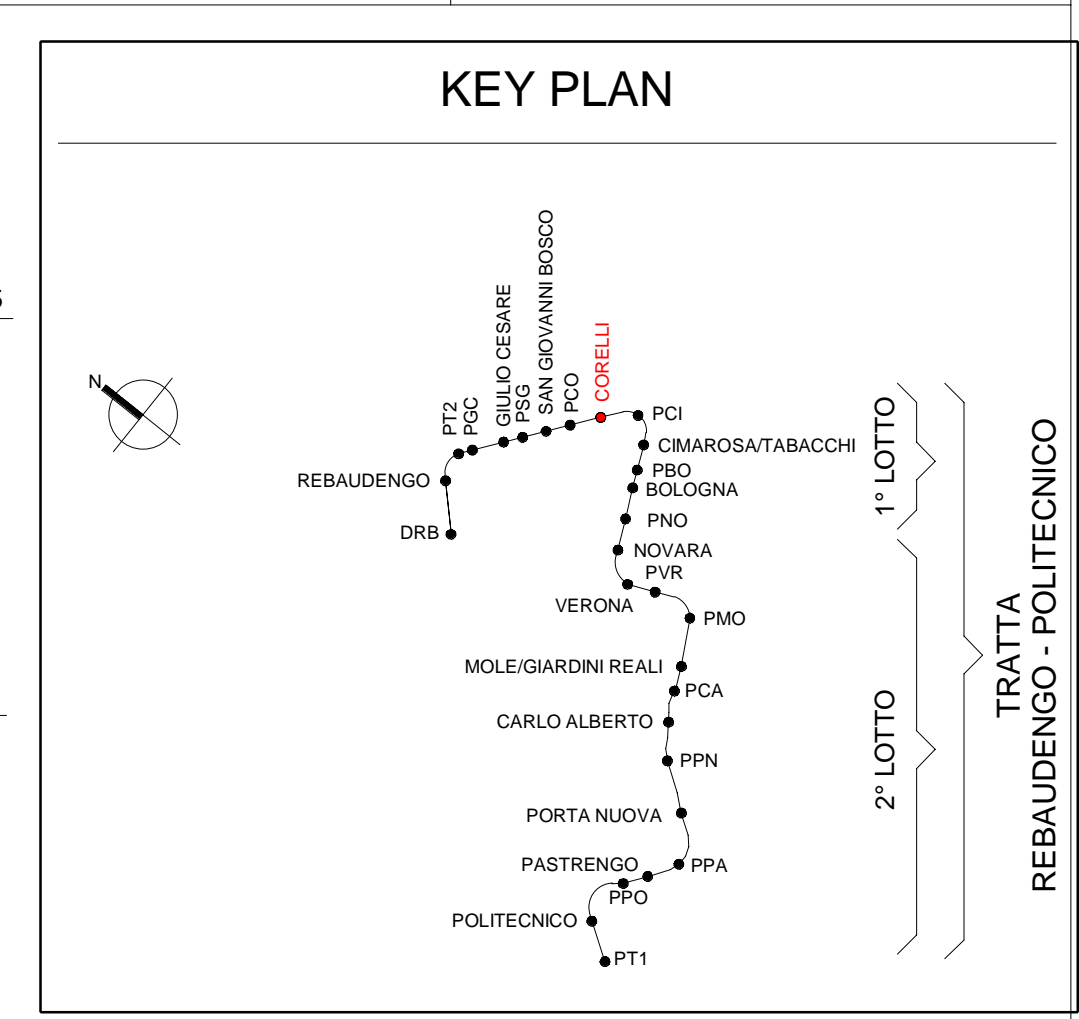 KEY PLAN
N
DRB
REBAUDENGO
PT2
PGC
GIULIO CESARE
PSG
SAN GIOVANNI BOSCO
PCO
CORELLI
PCI
CIMAROSA/TABACCHI
PBO
BOLOGNA
PNO
NOVARA
PVR
VERONA
PMO
MOLE/GIARDINI REALI
PCA
CARLO ALBERTO
PPN
PORTA NUOVA
PPA
PASTRENGO
PPO
POLITECNICO
PT1
1° LOTTO
2° LOTTO
TRATTA
REBAUDENGO - POLITECNICO